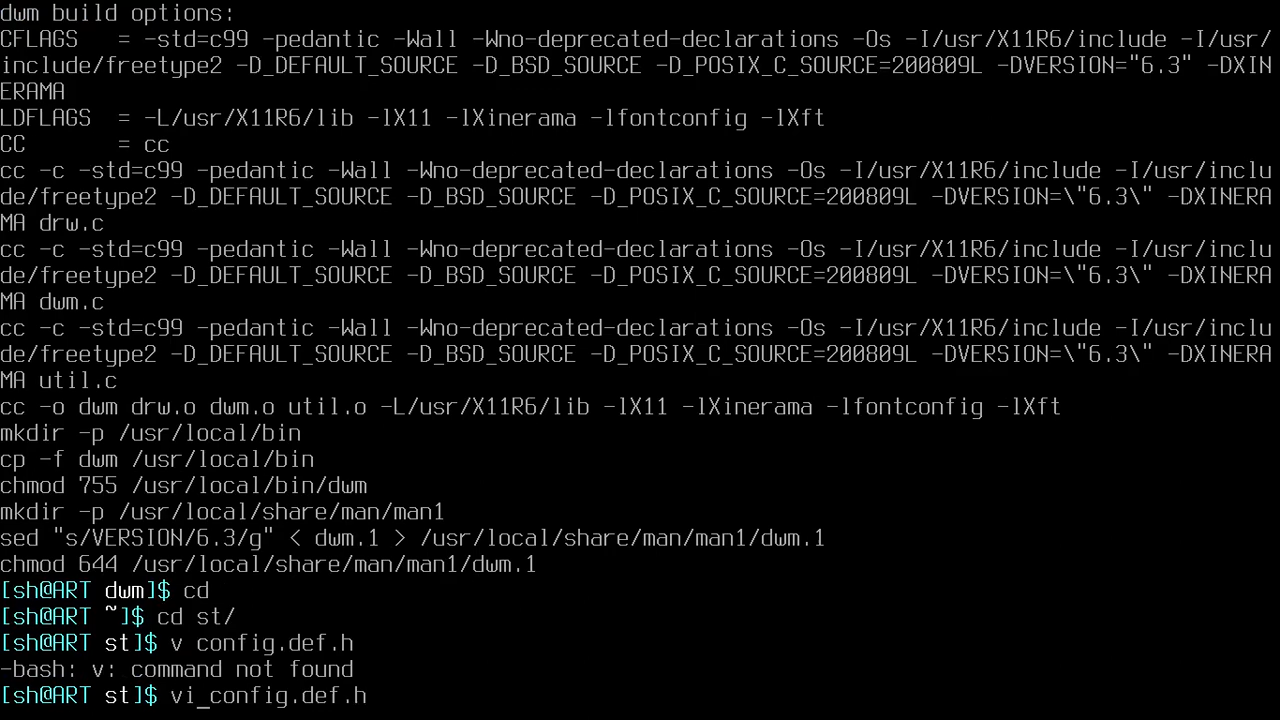 dwm build options:
CFLAGS   = -std=c99 -pedantic -Wall -Wno-deprecated-declarations -Os -I/usr/X11R6/include -I/usr/
include/freetype2 -D_DEFAULT_SOURCE -D_BSD_SOURCE -D_POSIX_C_SOURCE=200809L -DVERSION="6.3" -DXIN
ERAMA
LDFLAGS  = -L/usr/X11R6/lib -lX11 -lXinerama -lfontconfig -lXft
CC       = cc
cc -c -std=c99 -pedantic -Wall -Wno-deprecated-declarations -Os -I/usr/X11R6/include -I/usr/inclu
de/freetype2 -D_DEFAULT_SOURCE -D_BSD_SOURCE -D_POSIX_C_SOURCE=200809L -DVERSION=\"6.3\" -DXINERA
MA drw.c
cc -c -std=c99 -pedantic -Wall -Wno-deprecated-declarations -Os -I/usr/X11R6/include -I/usr/inclu
de/freetype2 -D_DEFAULT_SOURCE -D_BSD_SOURCE -D_POSIX_C_SOURCE=200809L -DVERSION=\"6.3\" -DXINERA
MA dwm.c
cc -c -std=c99 -pedantic -Wall -Wno-deprecated-declarations -Os -I/usr/X11R6/include -I/usr/inclu
de/freetype2 -D_DEFAULT_SOURCE -D_BSD_SOURCE -D_POSIX_C_SOURCE=200809L -DVERSION=\"6.3\" -DXINERA
MA util.c
cc -o dwm drw.o dwm.o util.o -L/usr/X11R6/lib -lX11 -lXinerama -lfontconfig -lXft
mkdir -p /usr/local/bin
cp -f dwm /usr/local/bin
chmod 755 /usr/local/bin/dwm
mkdir -p /usr/local/share/man/man1
sed "s/VERSION/6.3/g" < dwm.1 > /usr/local/share/man/man1/dwm.1
chmod 644 /usr/local/share/man/man1/dwm.1
[sh@ART dwm]$ cd
[sh@ART ~]$ cd st/
[sh@ART st]$ v config.def.h
-bash: v: command not found
[sh@ART st]$ vi config.def.h